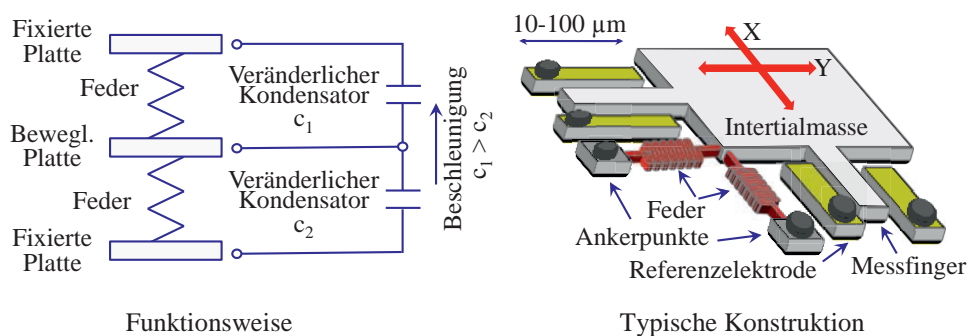 Fixierte
Platte
Feder
Bewegl.
Platte
Feder
Fixierte
Platte
Veränderlicher
Kondensator
c1
Veränderlicher
Kondensator
c2
Beschleunigung
c1 > c2
Funktionsweise
10-100 µm
X
Y
Intertialmasse
Feder
Ankerpunkte
Referenzelektrode
Messfinger
Typische Konstruktion